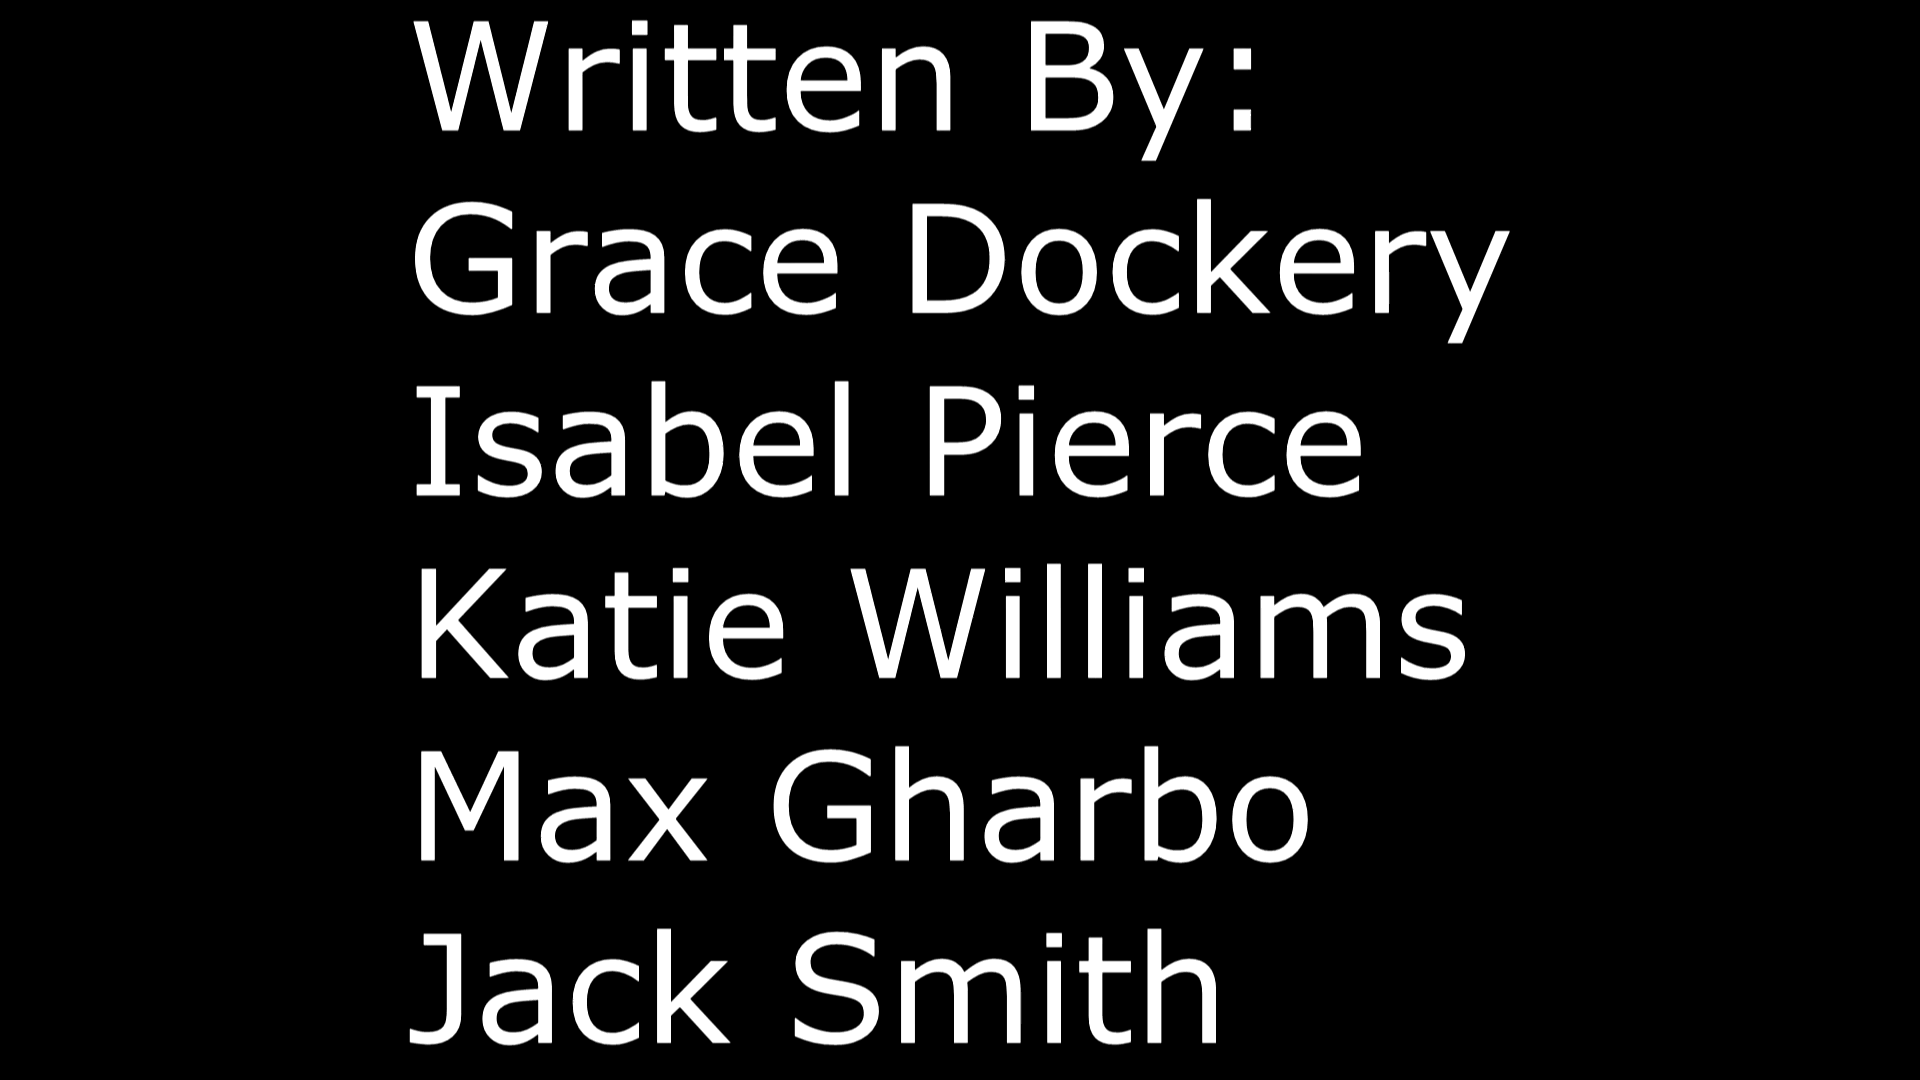 Written By:
Grace Dockery
Isabel Pierce
Katie Williams
Max Gharbo
Jack Smith